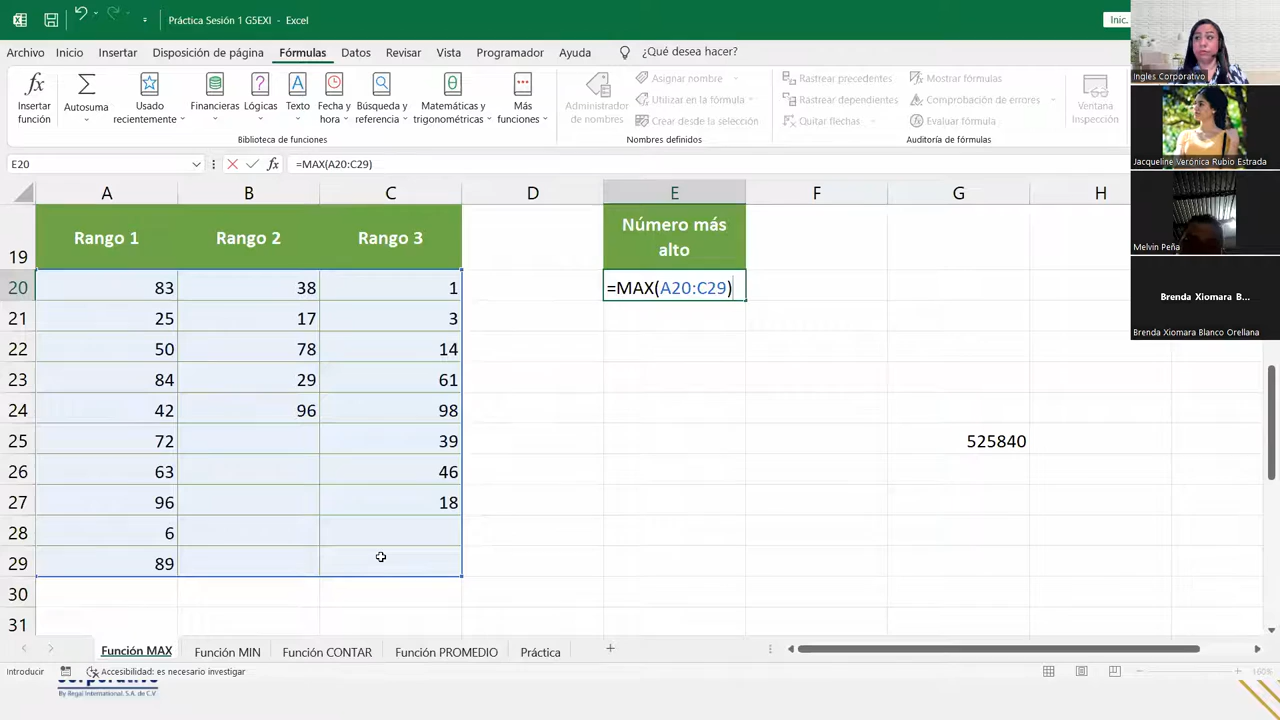 Práctica Sesión 1 G5EXI - Excel
Inic.
Archivo Inicio Insertar Disposición de página Fórmulas Datos Revisar Ayuda
¿Qué desea hacer?
Insertar función
Autosuma
Usado recientemente
Financieras
Lógicas
Texto
Fecha y hora
Búsqueda y referencia
Matemáticas y trigonométricas
Más
Biblioteca de funciones
Administrador de nombres
Asignar nombre
Utilizar en la fórmula
Crear desde la selección
Nombres definidos
Rastrear precedentes
Rastrear dependientes
Quitar flechas
Mostrar fórmulas
Comprobación de errores
Evaluar fórmula
Auditoría de fórmulas
Ventana Inspección
E20
fx
=MAX(A20:C29)
A B C D E F G H
19 Rango 1 Rango 2 Rango 3 Número más alto
20 83 38 1 =MAX(A20:C29)
21 25 17 3
22 50 78 14
23 84 29 61
24 42 96 98
25 72 39 525840
26 63 46
27 96 18
28 6
29 89
30
31
Función MAX Función MIN Función CONTAR Función PROMEDIO Práctica
Introducir
Accesibilidad: es necesario investigar
160%
By Regal International, S.A. de C.V.
Ingles Corporativo
Jacqueline Verónica Rubio Estrada
Melvin Peña
Brenda Xiomara B...
Brenda Xiomara Blanco Orellana